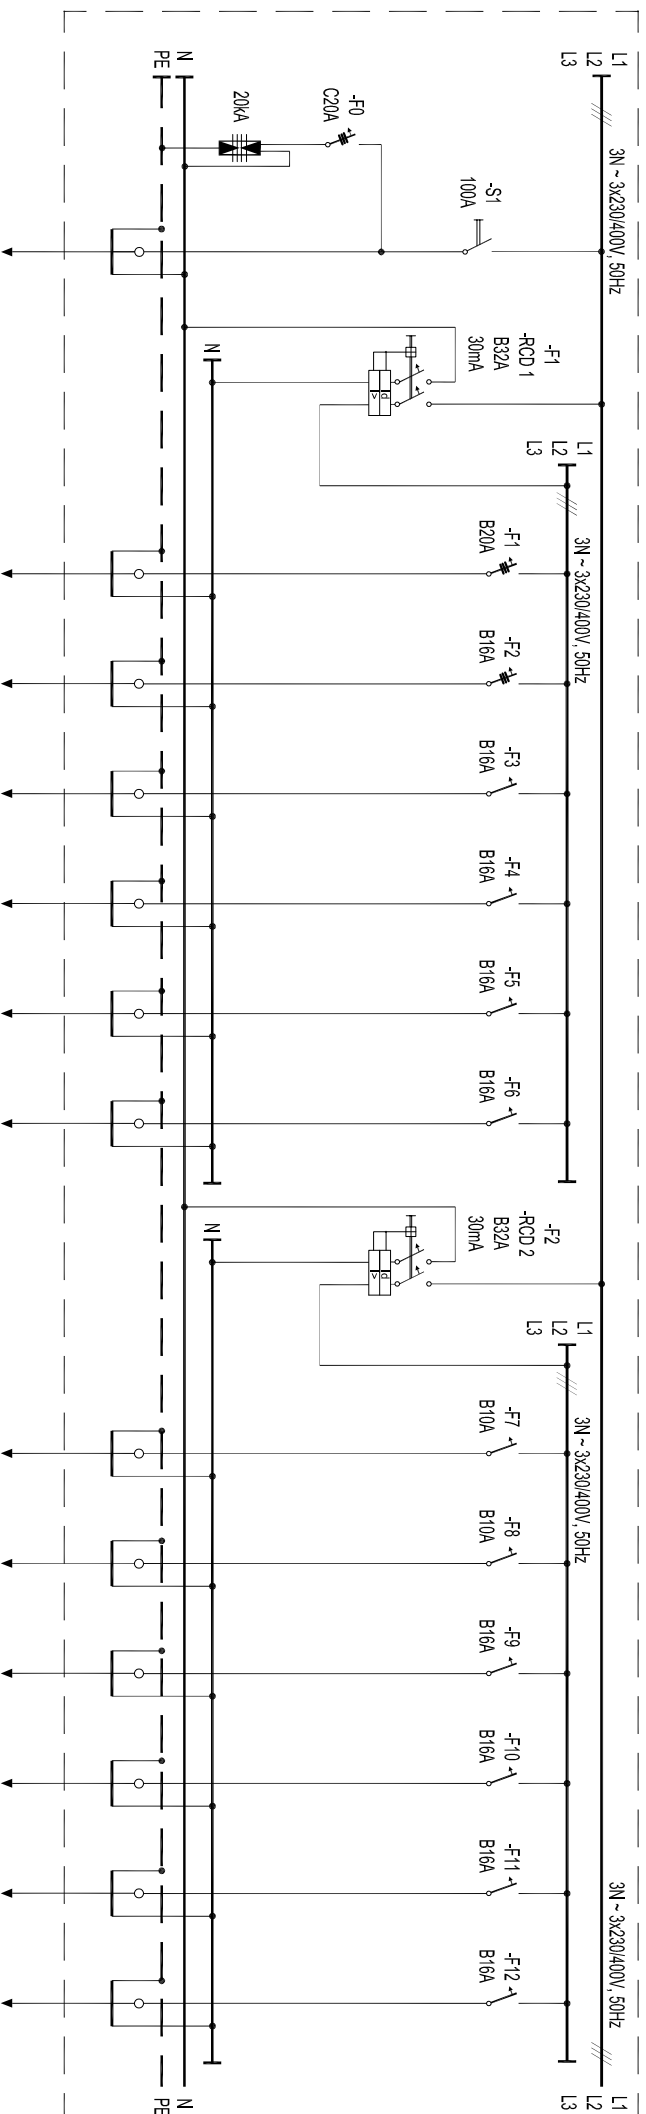 L1
L2
L3
3N ~ 3x230/400V, 50Hz
N
PE
-F0
C20A
20kA
-S1
100A
-F1
-RCD 1
B32A
30mA
N
L1
L2
L3
3N ~ 3x230/400V, 50Hz
-F1
B20A
-F2
B16A
-F3
B16A
-F4
B16A
-F5
B16A
-F6
B16A
-F2
-RCD 2
B32A
30mA
N
L1
L2
L3
3N ~ 3x230/400V, 50Hz
-F7
B10A
-F8
B10A
-F9
B16A
-F10
B16A
-F11
B16A
-F12
B16A
3N ~ 3x230/400V, 50Hz
L1
L2
L3
N
PE